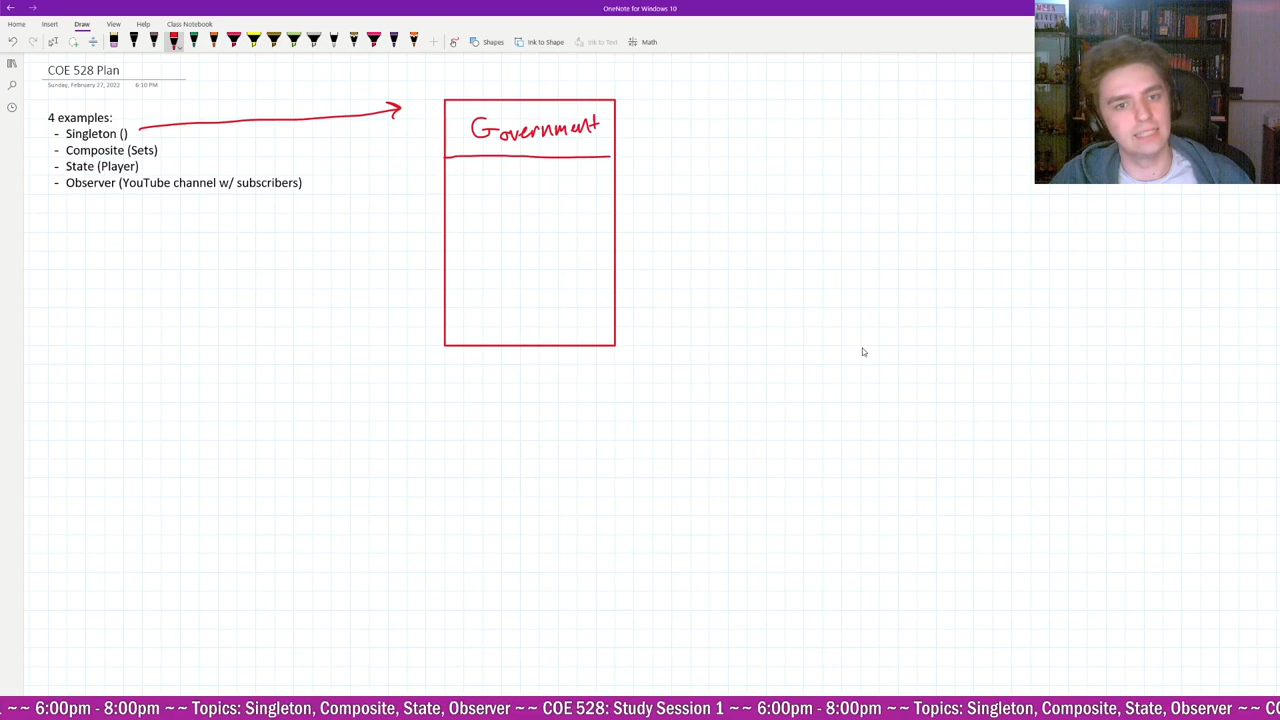 OneNote for Windows 10
Home Insert Draw View Help Class Notebook
Shapes Ink to Shape Ink to Text Math
COE 528 Plan
Sunday, February 27, 2022 6:10 PM
4 examples:
- Singleton ()
- Composite (Sets)
- State (Player)
- Observer (YouTube channel w/ subscribers)
Government
~~ 6:00pm - 8:00pm ~~ Topics: Singleton, Composite, State, Observer ~~ COE 528: Study Session 1 ~~ 6:00pm - 8:00pm ~~ Topics: Singleton, Composite, State, Observer ~~ CO